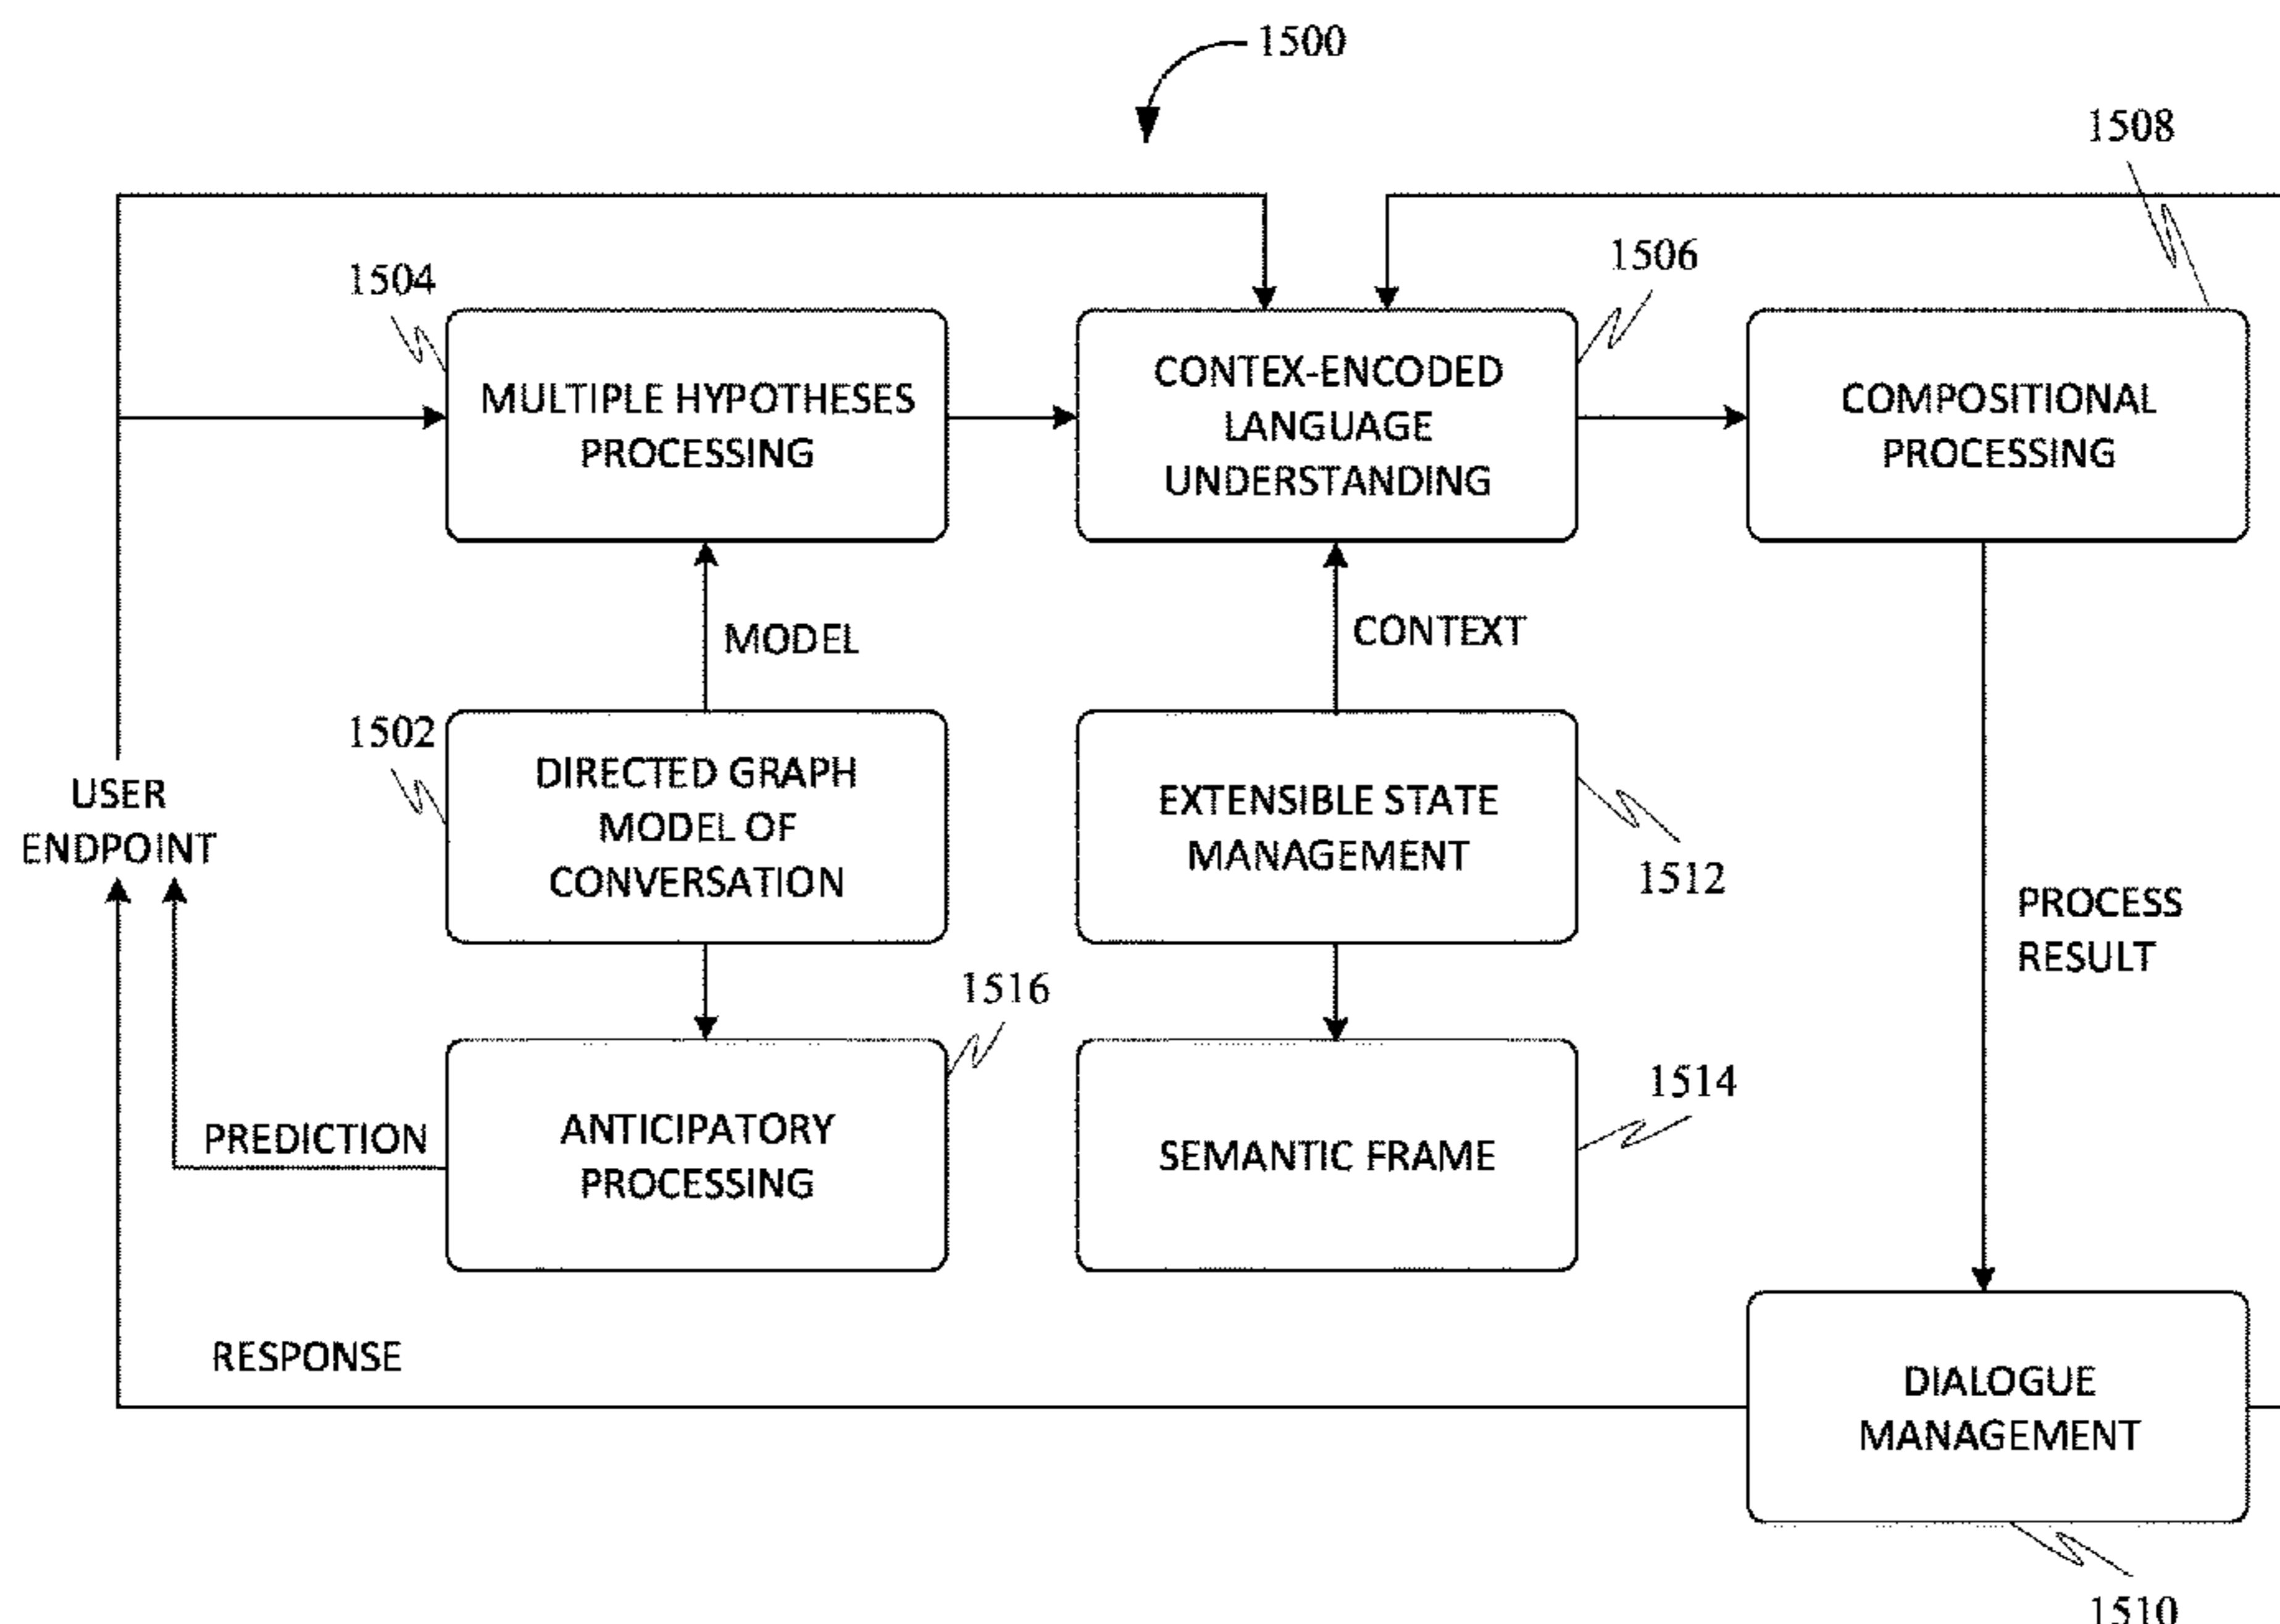 1500
1508
1504
1506
MULTIPLE HYPOTHESES
PROCESSING
CONTEX-ENCODED
LANGUAGE
UNDERSTANDING
COMPOSITIONAL
PROCESSING
MODEL
CONTEXT
1502
USER
ENDPOINT
DIRECTED GRAPH
MODEL OF
CONVERSATION
EXTENSIBLE STATE
MANAGEMENT
1512
PROCESS
RESULT
1516
1514
PREDICTION
ANTICIPATORY
PROCESSING
SEMANTIC FRAME
RESPONSE
DIALOGUE
MANAGEMENT
1510